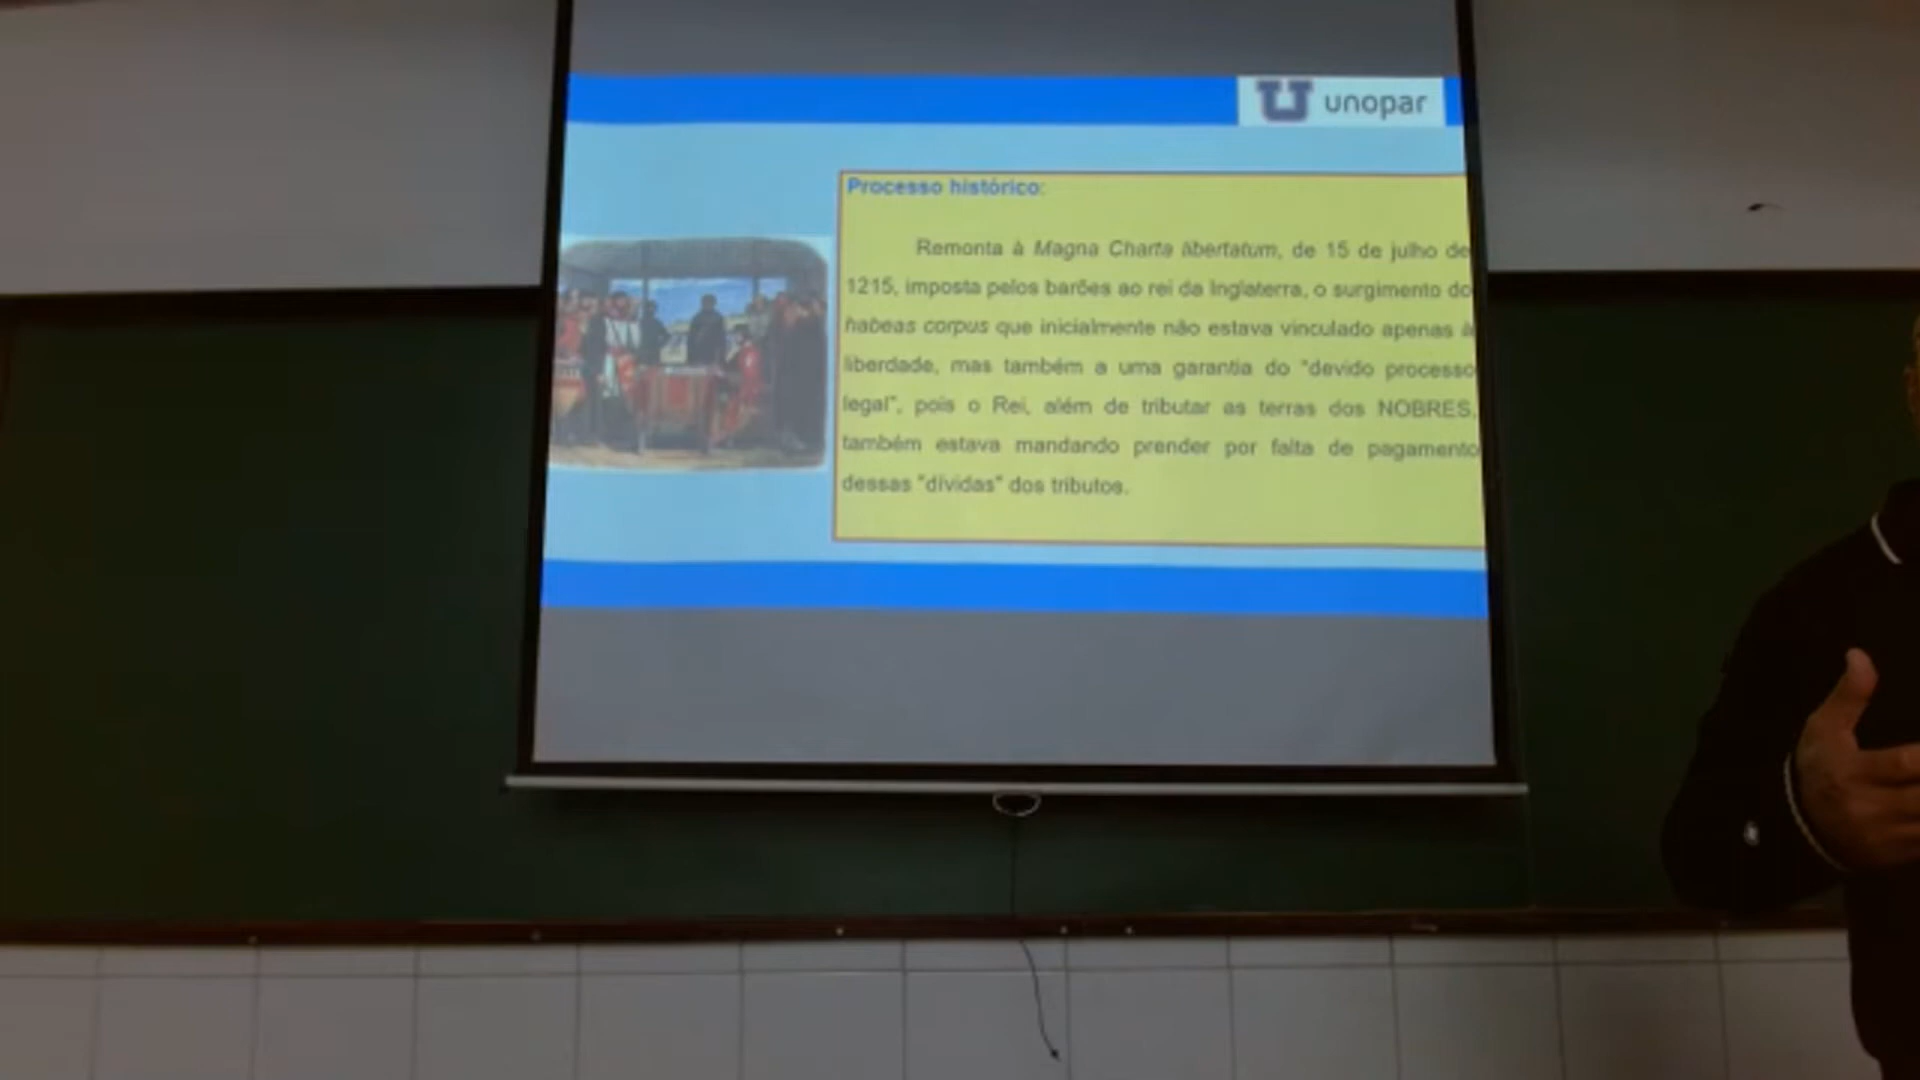 U unopar
Processo histórico:
Remonta à Magna Charta libertatum, de 15 de julho de
1215, imposta pelos barões ao rei da Inglaterra, o surgimento do
habeas corpus que inicialmente não estava vinculado apenas à
liberdade, mas também a uma garantia do "devido processo
legal", pois o Rei, além de tributar as terras dos NOBRES,
também estava mandando prender por falta de pagamento
dessas "dívidas" dos tributos.